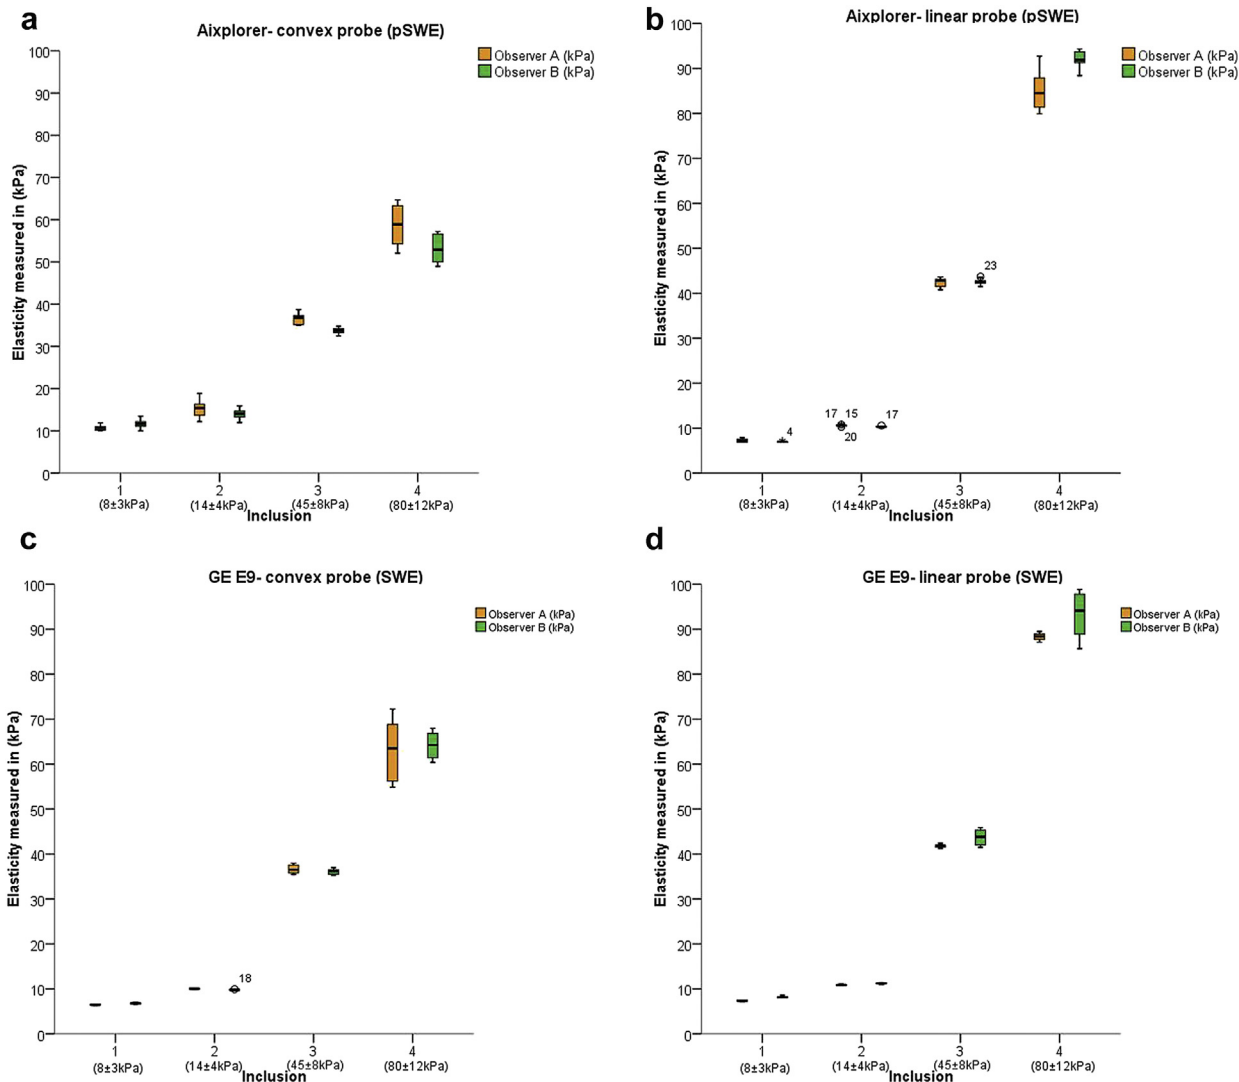 a
Aixplorer- convex probe (pSWE)
Observer A (kPa)
Observer B (kPa)
Elasticity measured in (kPa)
100
90
80
70
60
50
40
30
20
10
0
1
2
3
4
(8±3kPa)
(14±4kPa)
(45±8kPa)
(80±12kPa)
Inclusion
b
Aixplorer- linear probe (pSWE)
Observer A (kPa)
Observer B (kPa)
Elasticity measured in (kPa)
100
90
80
70
60
50
40
30
20
10
0
23
17
15
17
4
20
1
2
3
4
(8±3kPa)
(14±4kPa)
(45±8kPa)
(80±12kPa)
Inclusion
c
GE E9- convex probe (SWE)
Observer A (kPa)
Observer B (kPa)
Elasticity measured in (kPa)
100
90
80
70
60
50
40
30
20
10
0
18
1
2
3
4
(8±3kPa)
(14±4kPa)
(45±8kPa)
(80±12kPa)
Inclusion
d
GE E9- linear probe (SWE)
Observer A (kPa)
Observer B (kPa)
Elasticity measured in (kPa)
100
90
80
70
60
50
40
30
20
10
0
1
2
3
4
(8±3kPa)
(14±4kPa)
(45±8kPa)
(80±12kPa)
Inclusion